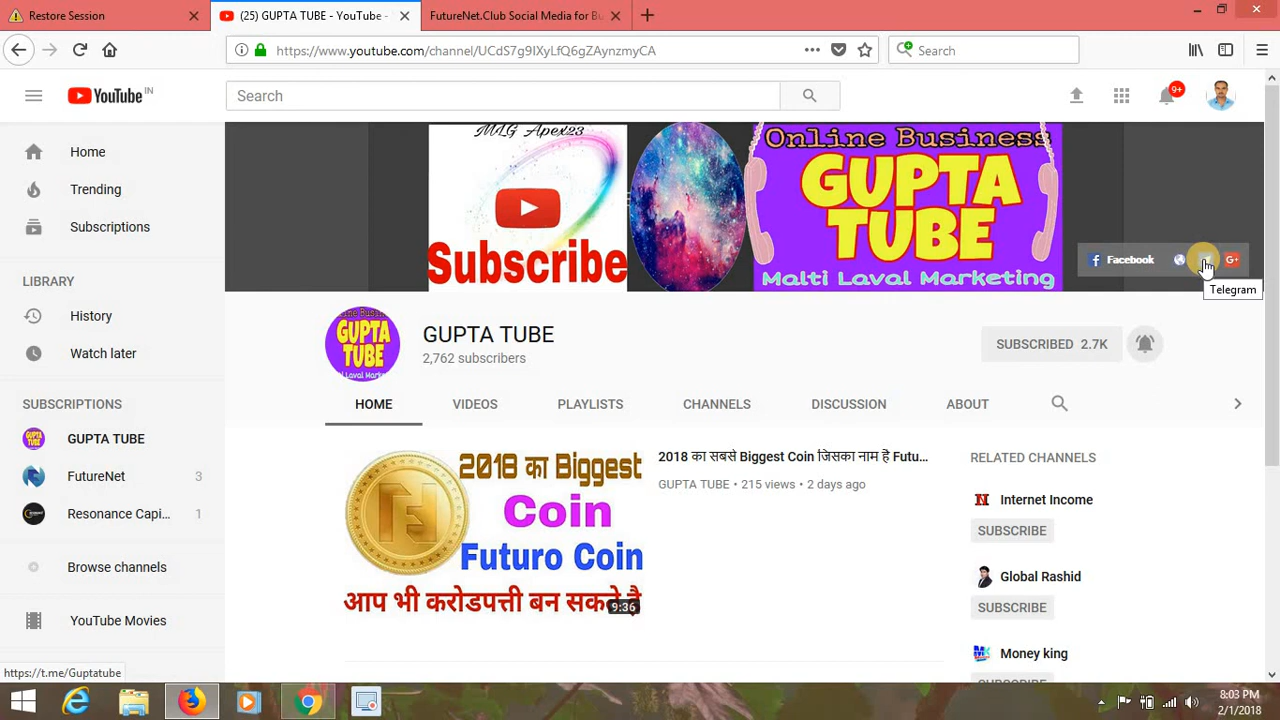 Restore Session
(25) GUPTA TUBE - YouTube -
FutureNet.Club Social Media for Bu
https://www.youtube.com/channel/UCdS7g9IXyLfQ6gZAynzmyCA
Search
YouTube IN
Search
9+
Home
Trending
Subscriptions
LIBRARY
History
Watch later
SUBSCRIPTIONS
GUPTA TUBE
FutureNet 3
Resonance Capi... 1
Browse channels
YouTube Movies
https://t.me/Guptatube
MLG Apex23
Subscribe
Online Business
GUPTA
TUBE
Malti Laval Marketing
Facebook
G+
Telegram
GUPTA
TUBE
GUPTA TUBE
2,762 subscribers
SUBSCRIBED 2.7K
HOME
VIDEOS
PLAYLISTS
CHANNELS
DISCUSSION
ABOUT
2018 का Biggest
Coin
Futuro Coin
आप भी करोडपत्ती बन सकते है
9:36
2018 का सबसे Biggest Coin जिसका नाम है Futu...
GUPTA TUBE • 215 views • 2 days ago
RELATED CHANNELS
Internet Income
SUBSCRIBE
Global Rashid
SUBSCRIBE
Money king
8:03 PM
2/1/2018